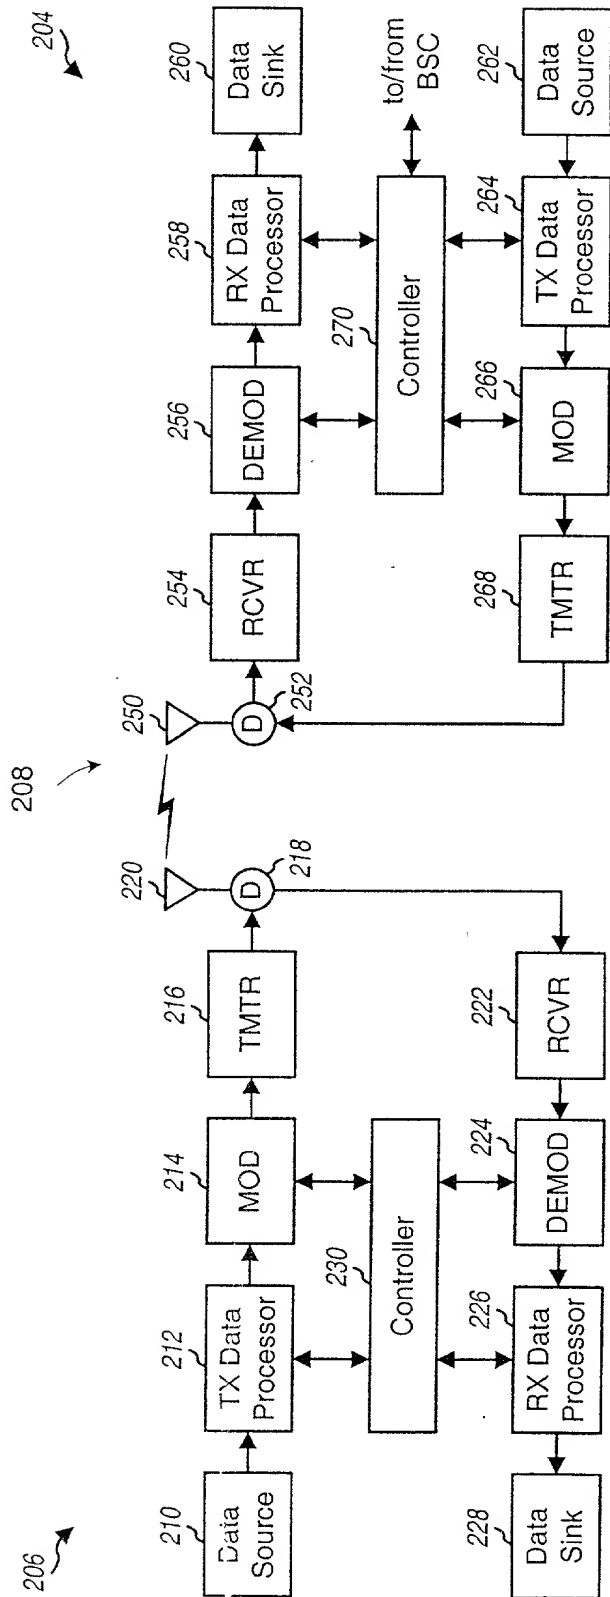 206
208
204
210
Data
Source
212
TX Data
Processor
214
MOD
216
TMTR
220
D
218
250
D
252
254
RCVR
256
DEMOD
258
RX Data
Processor
260
Data
Sink
230
Controller
270
Controller
to/from
BSC
228
Data
Sink
226
RX Data
Processor
224
DEMOD
222
RCVR
268
TMTR
266
MOD
264
TX Data
Processor
262
Data
Source